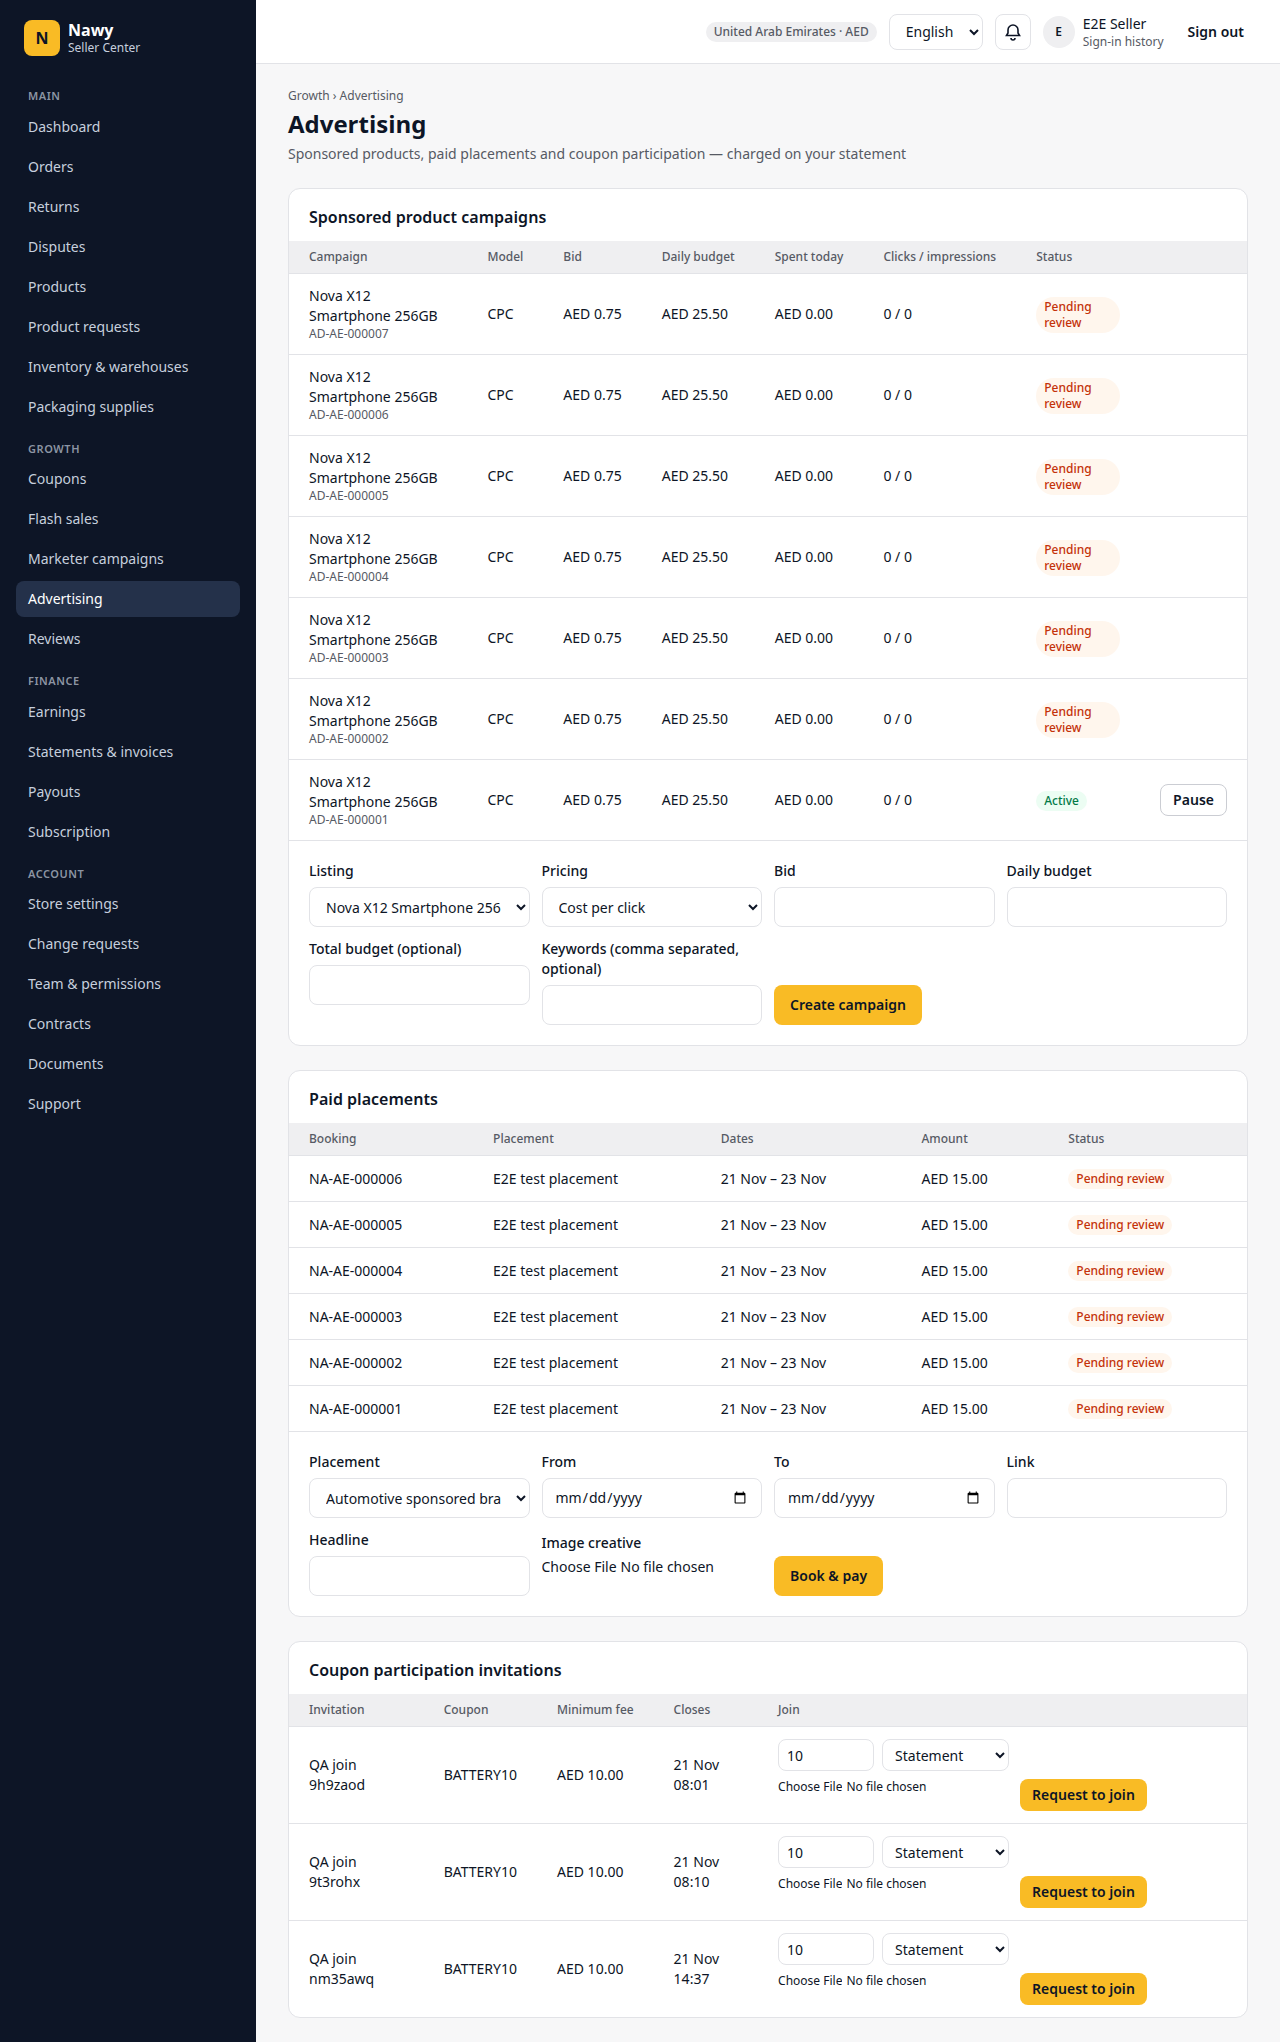 N
Nawy
Seller Center
MAIN
Dashboard
Orders
Returns
Disputes
Products
Product requests
Inventory & warehouses
Packaging supplies
GROWTH
Coupons
Flash sales
Marketer campaigns
Advertising
Reviews
FINANCE
Earnings
Statements & invoices
Payouts
Subscription
ACCOUNT
Store settings
Change requests
Team & permissions
Contracts
Documents
Support
United Arab Emirates · AED
English
E
E2E Seller
Sign-in history
Sign out
Growth › Advertising
Advertising
Sponsored products, paid placements and coupon participation — charged on your statement
Sponsored product campaigns
Campaign Model Bid Daily budget Spent today Clicks / impressions Status
Nova X12
Smartphone 256GB
AD-AE-000007
CPC AED 0.75 AED 25.50 AED 0.00 0 / 0
Pending
review
Nova X12
Smartphone 256GB
AD-AE-000006
CPC AED 0.75 AED 25.50 AED 0.00 0 / 0
Pending
review
Nova X12
Smartphone 256GB
AD-AE-000005
CPC AED 0.75 AED 25.50 AED 0.00 0 / 0
Pending
review
Nova X12
Smartphone 256GB
AD-AE-000004
CPC AED 0.75 AED 25.50 AED 0.00 0 / 0
Pending
review
Nova X12
Smartphone 256GB
AD-AE-000003
CPC AED 0.75 AED 25.50 AED 0.00 0 / 0
Pending
review
Nova X12
Smartphone 256GB
AD-AE-000002
CPC AED 0.75 AED 25.50 AED 0.00 0 / 0
Pending
review
Nova X12
Smartphone 256GB
AD-AE-000001
CPC AED 0.75 AED 25.50 AED 0.00 0 / 0 Active Pause
Listing Pricing Bid Daily budget
Nova X12 Smartphone 256 Cost per click
Total budget (optional)
Keywords (comma separated,
optional)
Create campaign
Paid placements
Booking Placement Dates Amount Status
NA-AE-000006 E2E test placement 21 Nov – 23 Nov AED 15.00 Pending review
NA-AE-000005 E2E test placement 21 Nov – 23 Nov AED 15.00 Pending review
NA-AE-000004 E2E test placement 21 Nov – 23 Nov AED 15.00 Pending review
NA-AE-000003 E2E test placement 21 Nov – 23 Nov AED 15.00 Pending review
NA-AE-000002 E2E test placement 21 Nov – 23 Nov AED 15.00 Pending review
NA-AE-000001 E2E test placement 21 Nov – 23 Nov AED 15.00 Pending review
Placement From To Link
Automotive sponsored bra mm/dd/yyyy mm/dd/yyyy
Headline Image creative
Choose File No file chosen
Book & pay
Coupon participation invitations
Invitation Coupon Minimum fee Closes Join
QA join
9h9zaod
BATTERY10 AED 10.00
21 Nov
08:01
10 Statement
Choose File No file chosen
Request to join
QA join
9t3rohx
BATTERY10 AED 10.00
21 Nov
08:10
10 Statement
Choose File No file chosen
Request to join
QA join
nm35awq
BATTERY10 AED 10.00
21 Nov
14:37
10 Statement
Choose File No file chosen
Request to join